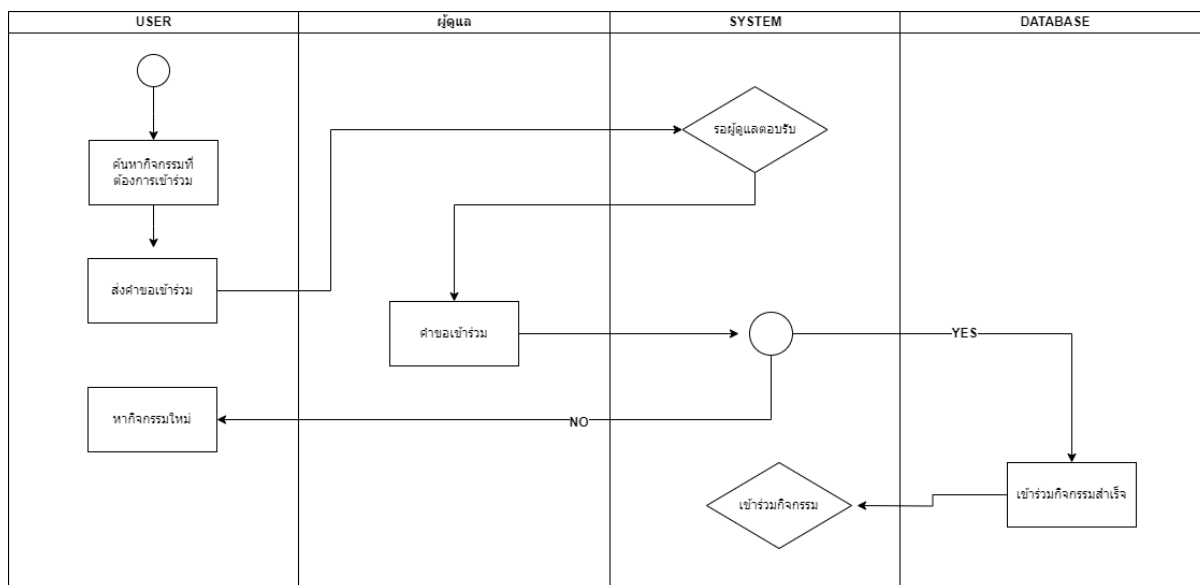 USER
ผู้ดูแล
SYSTEM
DATABASE
รอผู้ดูแลตอบรับ
ค้นหากิจกรรมที่
ต้องการเข้าร่วม
ส่งคำขอเข้าร่วม
คำขอเข้าร่วม
YES
หากิจกรรมใหม่
NO
เข้าร่วมกิจกรรม
เข้าร่วมกิจกรรมสำเร็จ